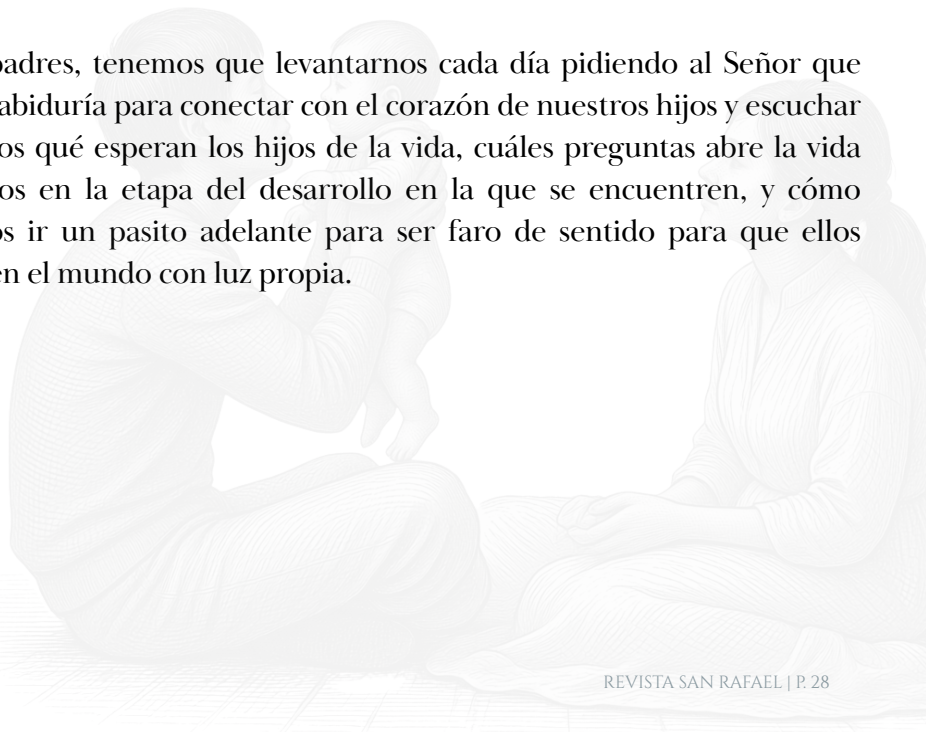 padres, tenemos que levantarnos cada día pidiendo al Señor que
abiduría para conectar con el corazón de nuestros hijos y escuchar
os qué esperan los hijos de la vida, cuáles preguntas abre la vida
os en la etapa del desarrollo en la que se encuentren, y cómo
os ir un pasito adelante para ser faro de sentido para que ellos
en el mundo con luz propia.
REVISTA SAN RAFAEL | P. 28